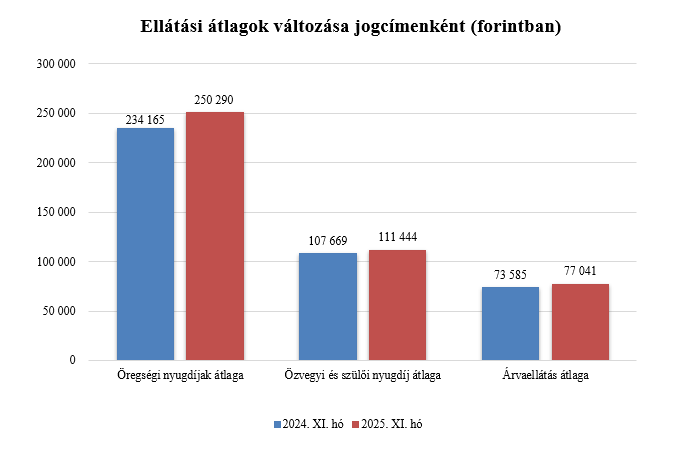 Ellátási átlagok változása jogcímenként (forintban)
300 000
250 000
200 000
150 000
100 000
50 000
0
234 165
250 290
107 669
111 444
73 585
77 041
Öregségi nyugdíjak átlaga
Özvegyi és szülői nyugdíj átlaga
Árvaellátás átlaga
2024. XI. hó
2025. XI. hó